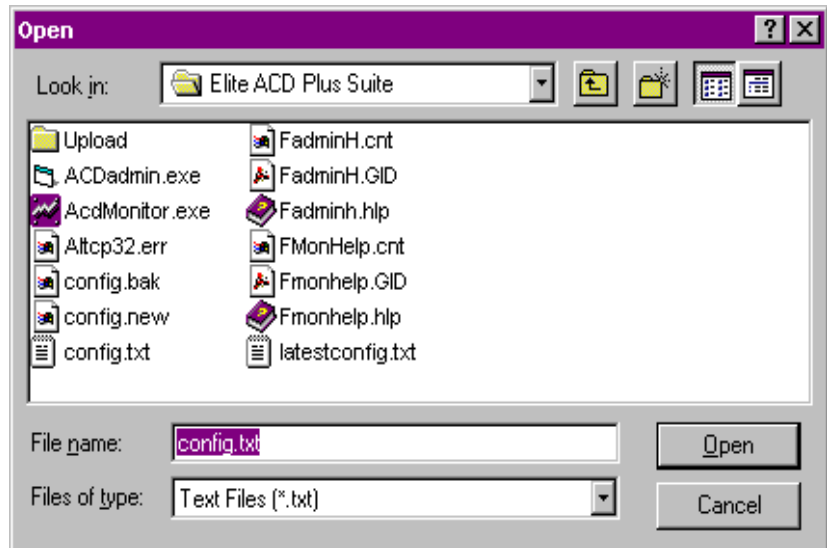 Open
Look in: Elite ACD Plus Suite
Upload
ACDadmin.exe
AcdMonitor.exe
Altcp32.err
config.bak
config.new
config.txt
FadminH.cnt
FadminH.GID
Fadminh.hlp
FMonHelp.cnt
Fmonhelp.GID
Fmonhelp.hlp
latestconfig.txt
File name: config.txt Open
Files of type: Text Files (*.txt) Cancel